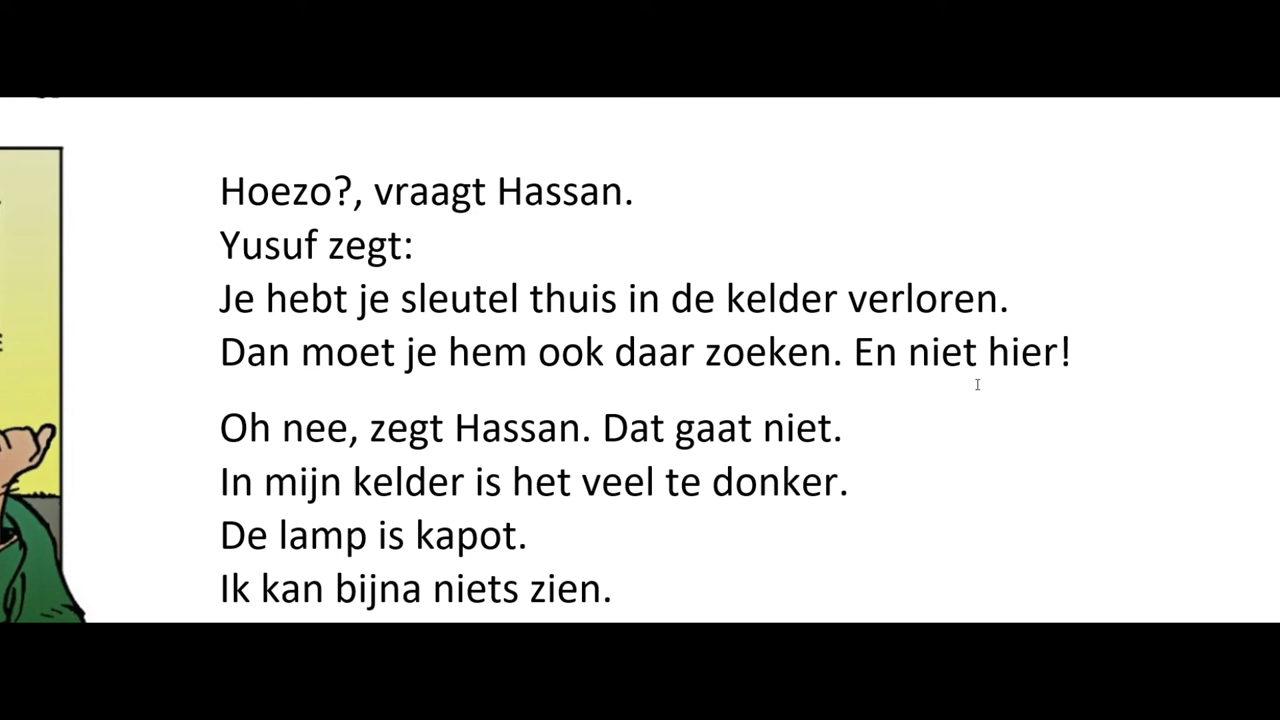 Hoezo?, vraagt Hassan.
Yusuf zegt:
Je hebt je sleutel thuis in de kelder verloren.
Dan moet je hem ook daar zoeken. En niet hier!
Oh nee, zegt Hassan. Dat gaat niet.
In mijn kelder is het veel te donker.
De lamp is kapot.
Ik kan bijna niets zien.